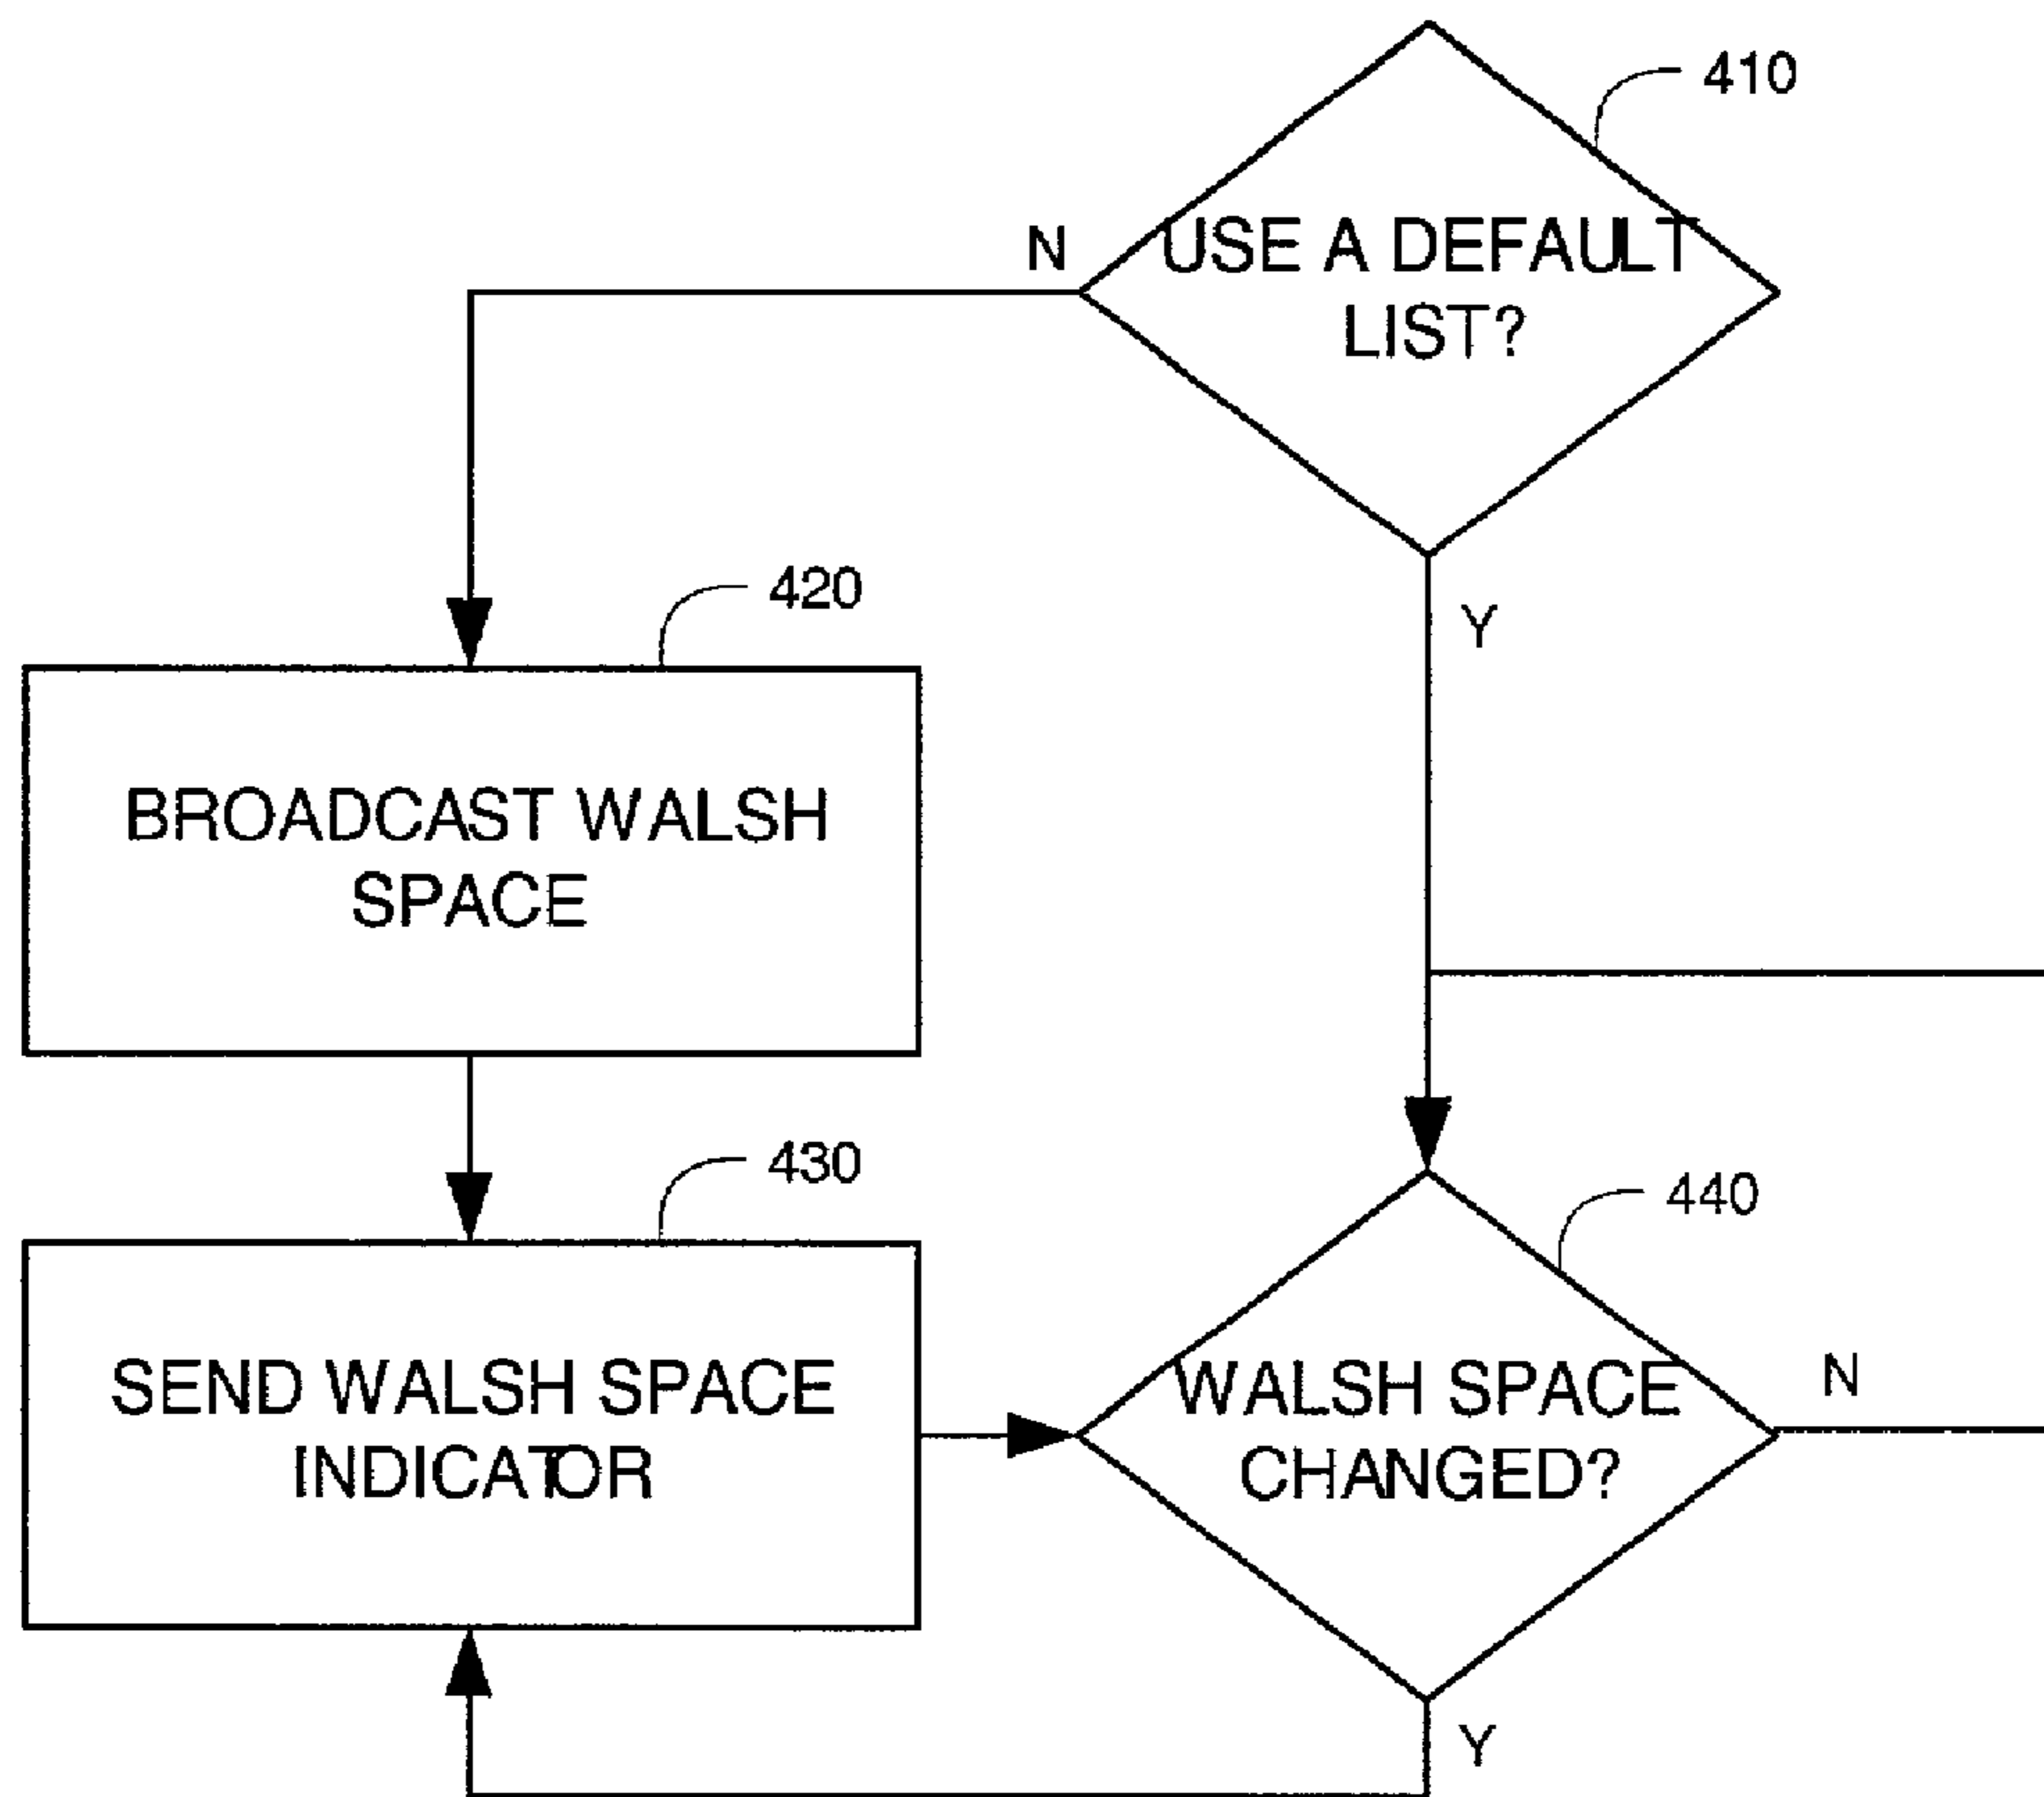 410
USE A DEFAULT
LIST?
N
Y
420
BROADCAST WALSH
SPACE
430
SEND WALSH SPACE
INDICATOR
440
WALSH SPACE
CHANGED?
N
Y